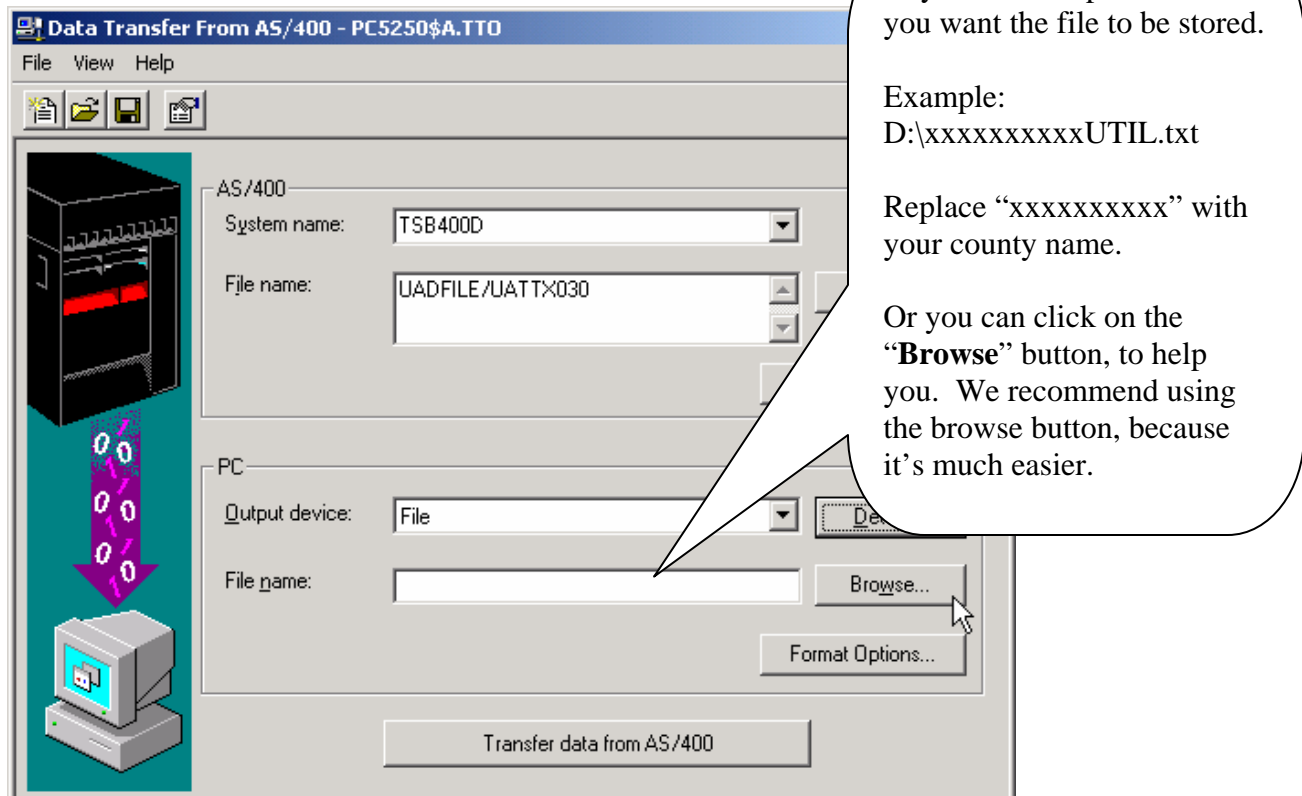 Data Transfer From AS/400 - PC5250$A.TTO
File View Help
AS/400
System name:
TSB400D
File name:
UADFILE/UATTX030
PC
Output device:
File
File name:
Browse...
Format Options...
Transfer data from AS/400
you want the file to be stored.
Example:
D:\xxxxxxxxxxUTIL.txt
Replace “xxxxxxxxxx” with
your county name.
Or you can click on the
“Browse” button, to help
you. We recommend using
the browse button, because
it’s much easier.